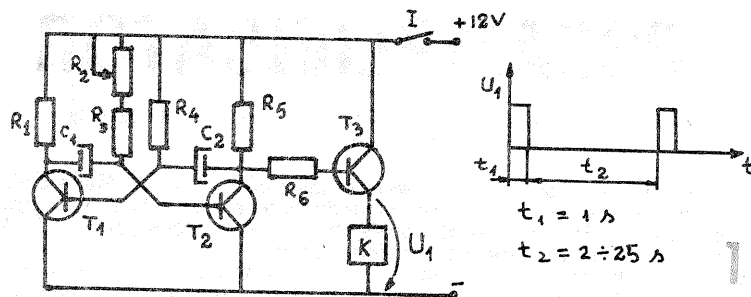 I +12V
R2
R1
C1
R3
R4
C2
R5
T3
R6
T1
T2
K
U1
-
U1
t1
t2
t
t1 = 1 s
t2 = 2 ÷ 25 s